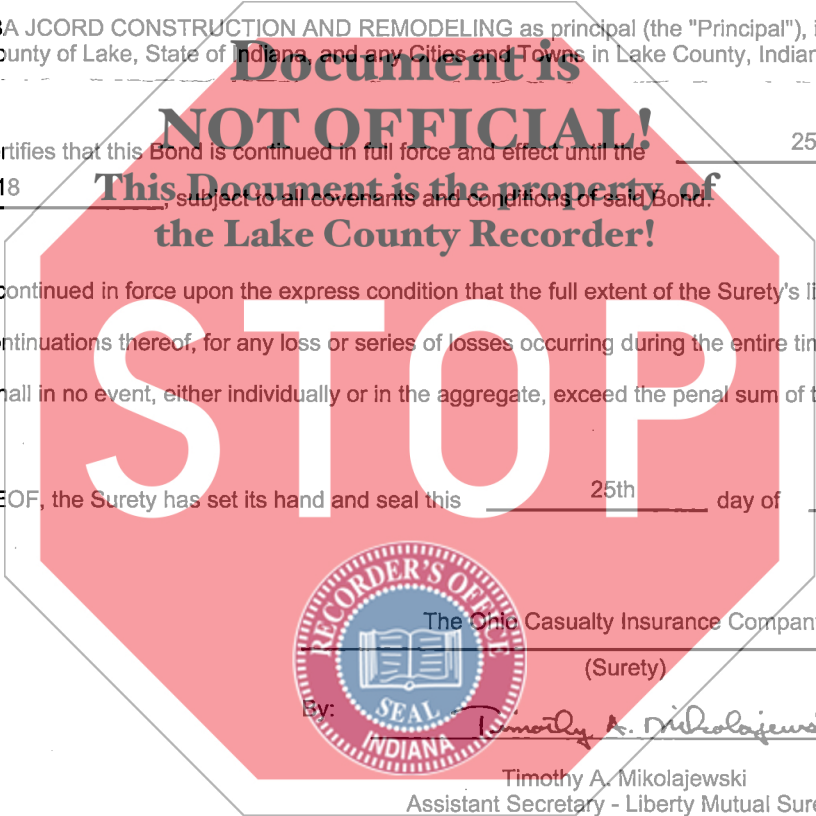 A JCORD CONSTRUCTION AND REMODELING as principal (the "Principal"),
ounty of Lake, State of Indiana, and any Cities and Towns in Lake County, Indian
Document is
NOT OFFICIAL!
rtifies that this Bond is continued in full force and effect until the 25
18, subject to all covenants and conditions of said Bond.
This Document is the property of
the Lake County Recorder!
continued in force upon the express condition that the full extent of the Surety's li
ntinuations thereof, for any loss or series of losses occurring during the entire tim
hall in no event, either individually or in the aggregate, exceed the penal sum of t
STOP
EOF, the Surety has set its hand and seal this 25th day of
RECORDER'S OFFICE
SEAL
INDIANA
The Ohio Casualty Insurance Company
(Surety)
By: Timothy A. Mikolajews
Timothy A. Mikolajewski
Assistant Secretary - Liberty Mutual Sure